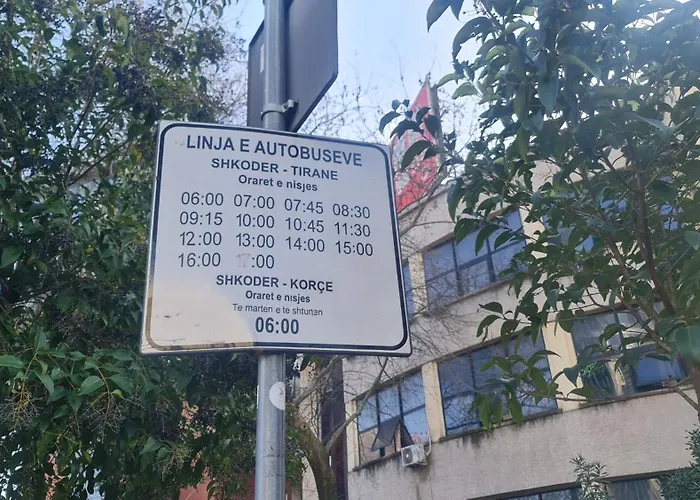 LINJA E AUTOBUSEVE
SHKODER - TIRANE
Oraret e nisjes
06:00 07:00 07:45 08:30
09:15 10:00 10:45 11:30
12:00 13:00 14:00 15:00
16:00 :00
SHKODER - KORÇE
Oraret e nisjes
Te marten e te shtunan
06:00